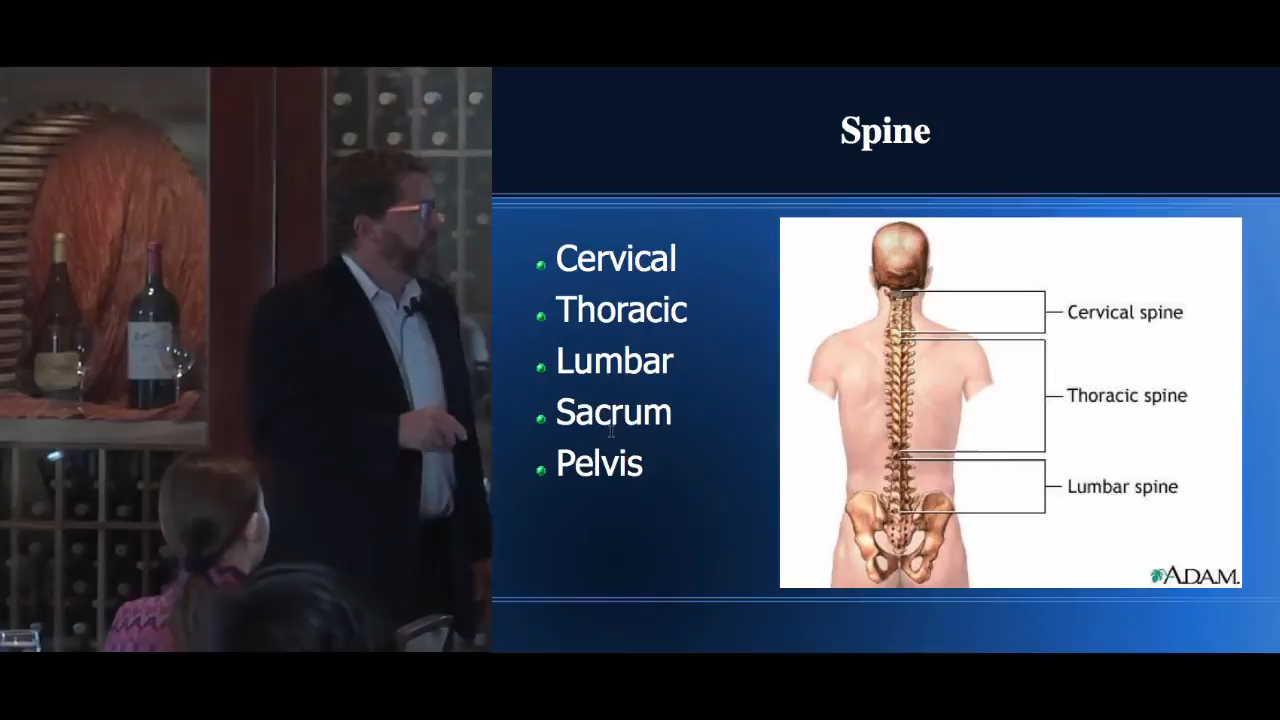 Spine
Cervical
Thoracic
Lumbar
Sacrum
Pelvis
Cervical spine
Thoracic spine
Lumbar spine
A.D.A.M.